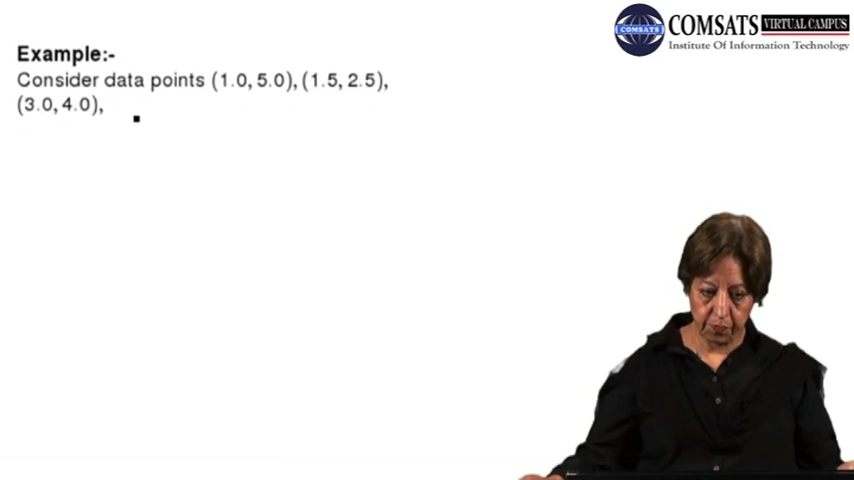 COMSATS VIRTUAL CAMPUS
COMSATS
Institute Of Information Technology
Example:-
Consider data points (1.0, 5.0), (1.5, 2.5),
(3.0, 4.0),